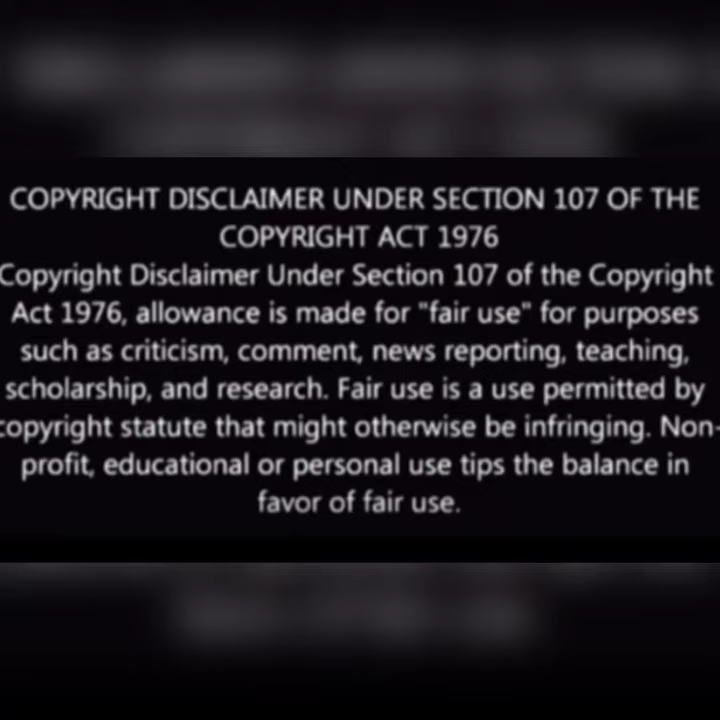 COPYRIGHT DISCLAIMER UNDER SECTION 107 OF THE
COPYRIGHT ACT 1976
Copyright Disclaimer Under Section 107 of the Copyright
Act 1976, allowance is made for "fair use" for purposes
such as criticism, comment, news reporting, teaching,
scholarship, and research. Fair use is a use permitted by
copyright statute that might otherwise be infringing. Non-
profit, educational or personal use tips the balance in
favor of fair use.